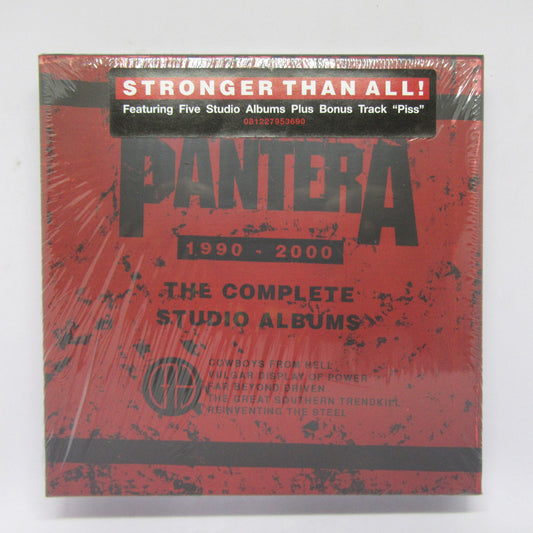 STRONGER THAN ALL!
Featuring Five Studio Albums Plus Bonus Track “Piss”
081227953690
PANTERA
1990 - 2000
THE COMPLETE
STUDIO ALBUMS
COWBOYS FROM HELL
VULGAR DISPLAY OF POWER
FAR BEYOND DRIVEN
THE GREAT SOUTHERN TRENDKILL
REINVENTING THE STEEL